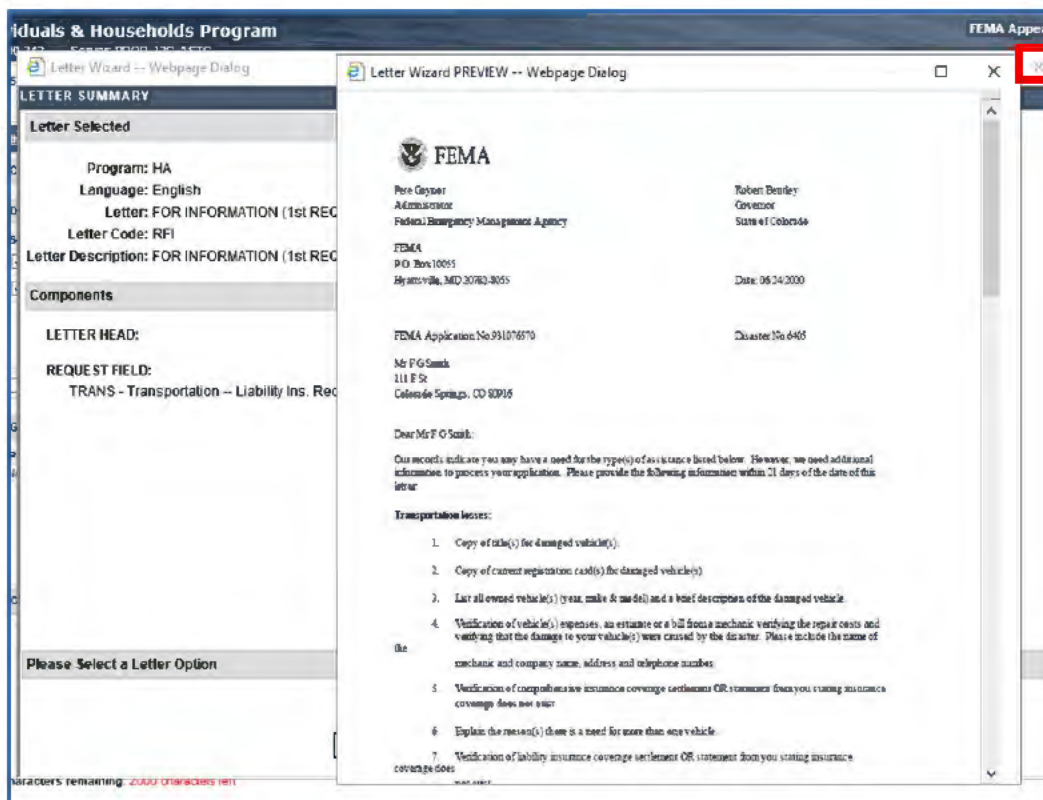 iduals & Households Program
FEMA Appe
Letter Wizard -- Webpage Dialog
LETTER SUMMARY
Letter Selected
Program: HA
Language: English
Letter: FOR INFORMATION (1st REC
Letter Code: RFI
Letter Description: FOR INFORMATION (1st REC
Components
LETTER HEAD:
REQUEST FIELD:
TRANS - Transportation -- Liability Ins. Rec
Please Select a Letter Option
characters remaining: 2000 characters left
Letter Wizard PREVIEW -- Webpage Dialog
FEMA
Pete Gaynor
Administrator
Federal Emergency Management Agency
Robert Bentley
Governor
State of Colorado
FEMA
P.O. Box 10055
Hyattsville, MD 20782-8055
Date: 06/24/2020
FEMA Application No.931076570
Disaster No.6405
Mr F G Smith
111 F St
Colorado Springs, CO 80916
Dear Mr F G Smith:
Our records indicate you may have a need for the type(s) of assistance listed below. However, we need additional
information to process your application. Please provide the following information within 21 days of the date of this
letter
Transportation losses:
1. Copy of title(s) for damaged vehicle(s).
2. Copy of current registration card(s) for damaged vehicle(s)
3. List all owned vehicle(s) (year, make & model) and a brief description of the damaged vehicle.
4. Verification of vehicle(s) expenses, an estimate or a bill from a mechanic verifying the repair costs and
verifying that the damage to your vehicle(s) were caused by the disaster. Please include the name of
the
mechanic and company name, address and telephone number.
5. Verification of comprehensive insurance coverage settlement OR statement from you stating insurance
coverage does not exist
6. Explain the reason(s) there is a need for more than one vehicle.
7. Verification of liability insurance coverage settlement OR statement from you stating insurance
coverage does
not exist